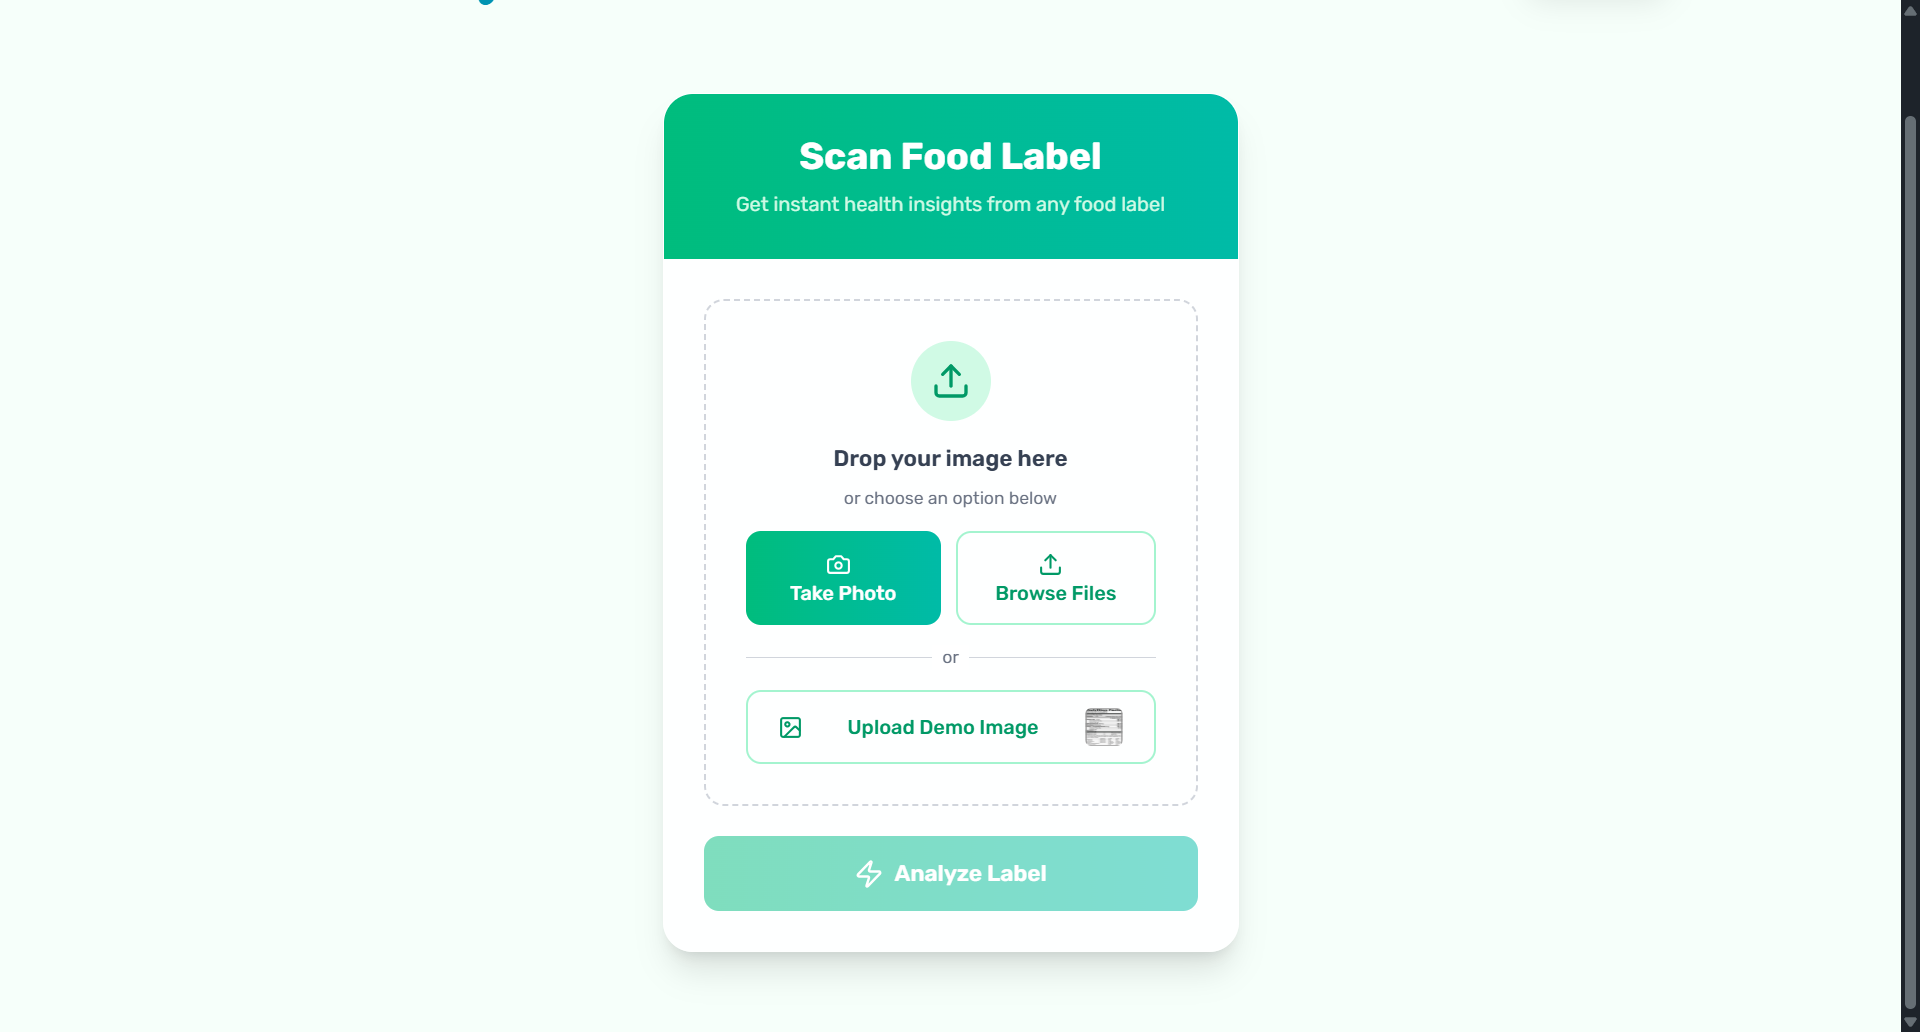 Scan Food Label
Get instant health insights from any food label
Drop your image here
or choose an option below
Take Photo
Browse Files
or
Upload Demo Image
Analyze Label